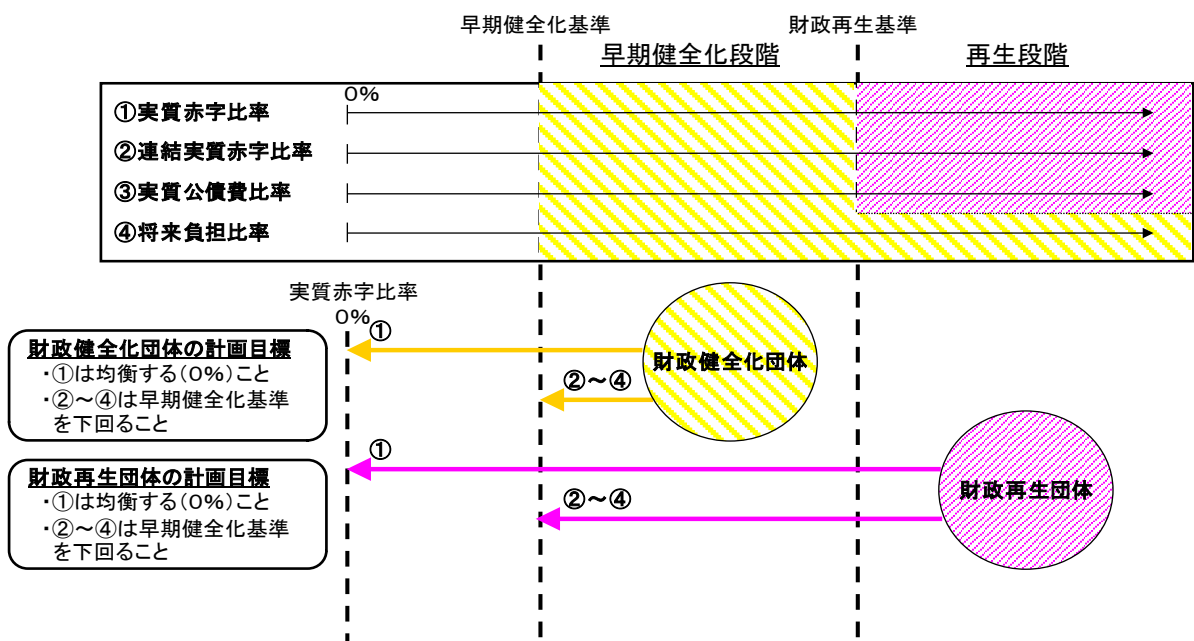 早期健全化基準
財政再生基準
早期健全化段階
再生段階
0%
①実質赤字比率
②連結実質赤字比率
③実質公債費比率
④将来負担比率
実質赤字比率
0%
①
財政健全化団体の計画目標
・①は均衡する(0%)こと
・②～④は早期健全化基準
を下回ること
②～④
財政健全化団体
①
財政再生団体の計画目標
・①は均衡する(0%)こと
・②～④は早期健全化基準
を下回ること
②～④
財政再生団体